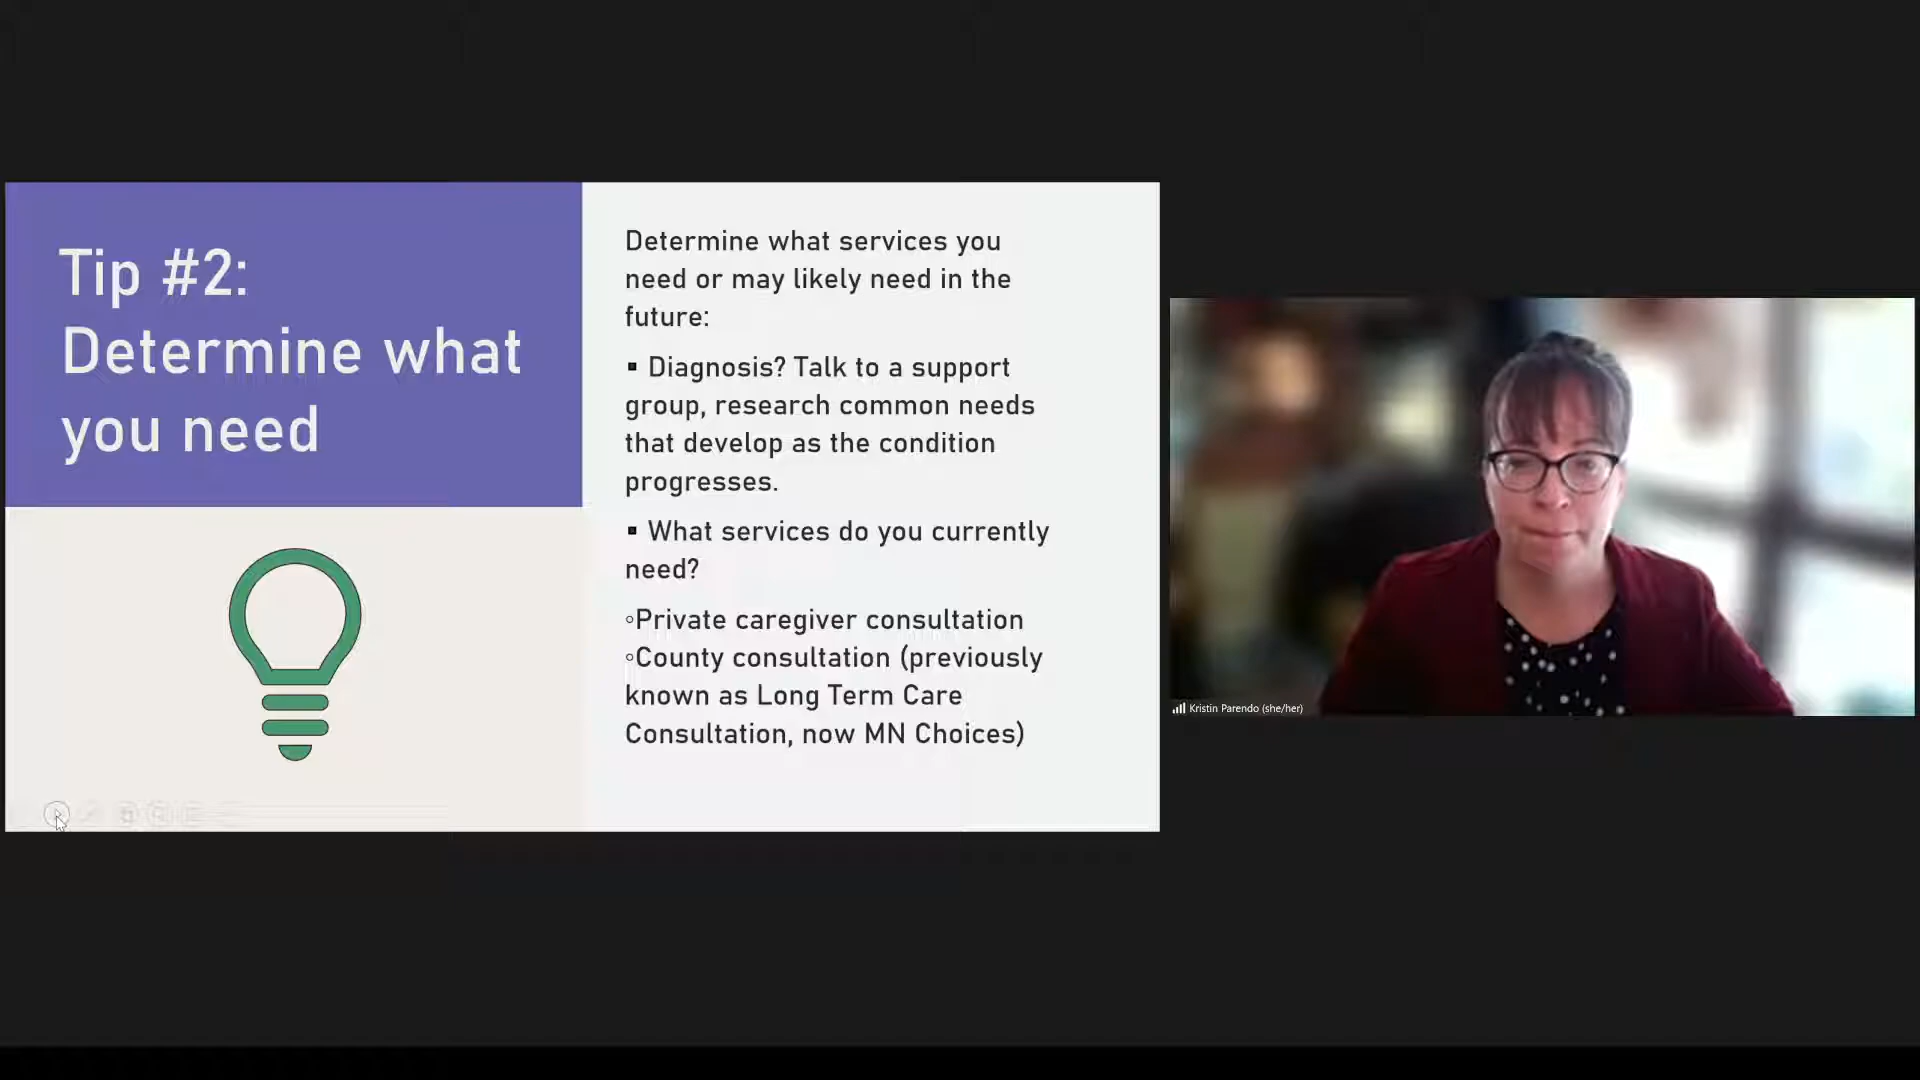 Tip #2:
Determine what
you need
Determine what services you
need or may likely need in the
future:
▪ Diagnosis? Talk to a support
group, research common needs
that develop as the condition
progresses.
▪ What services do you currently
need?
◦Private caregiver consultation
◦County consultation (previously
known as Long Term Care
Consultation, now MN Choices)
Kristin Parendo (she/her)